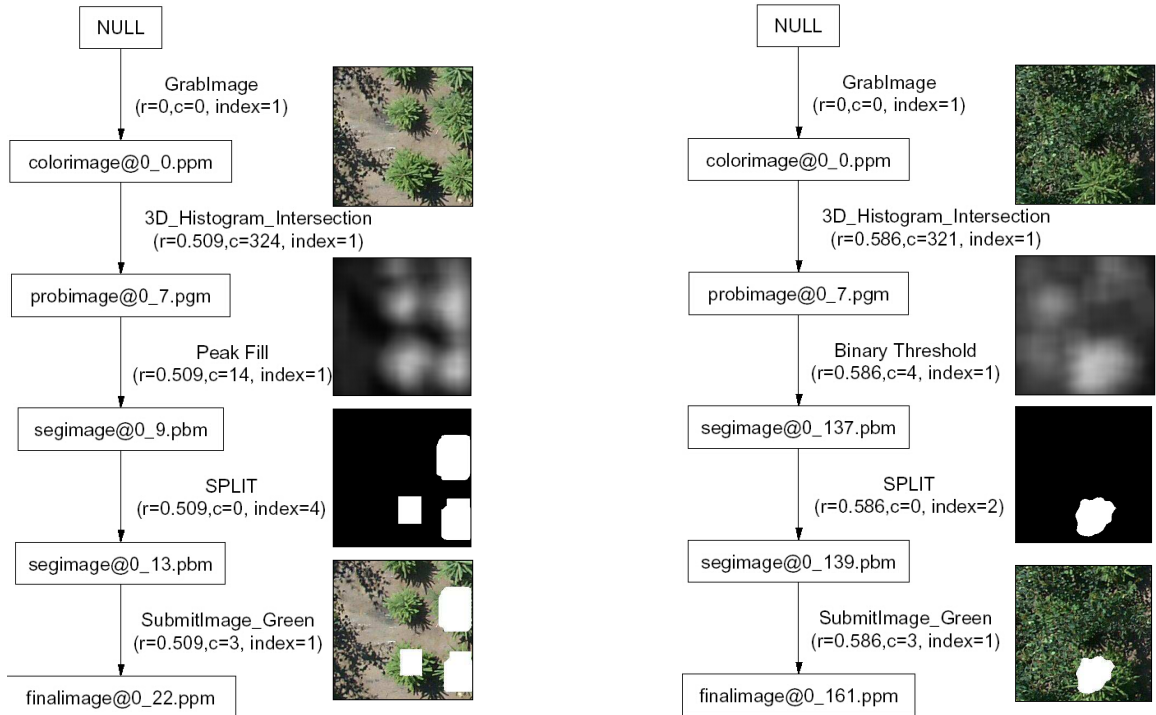 NULL
GrabImage
(r=0,c=0, index=1)
colorimage@0_0.ppm
3D_Histogram_Intersection
(r=0.509,c=324, index=1)
probimage@0_7.pgm
Peak Fill
(r=0.509,c=14, index=1)
segimage@0_9.pbm
SPLIT
(r=0.509,c=0, index=4)
segimage@0_13.pbm
SubmitImage_Green
(r=0.509,c=3, index=1)
finalimage@0_22.ppm
NULL
GrabImage
(r=0,c=0, index=1)
colorimage@0_0.ppm
3D_Histogram_Intersection
(r=0.586,c=321, index=1)
probimage@0_7.pgm
Binary Threshold
(r=0.586,c=4, index=1)
segimage@0_137.pbm
SPLIT
(r=0.586,c=0, index=2)
segimage@0_139.pbm
SubmitImage_Green
(r=0.586,c=3, index=1)
finalimage@0_161.ppm